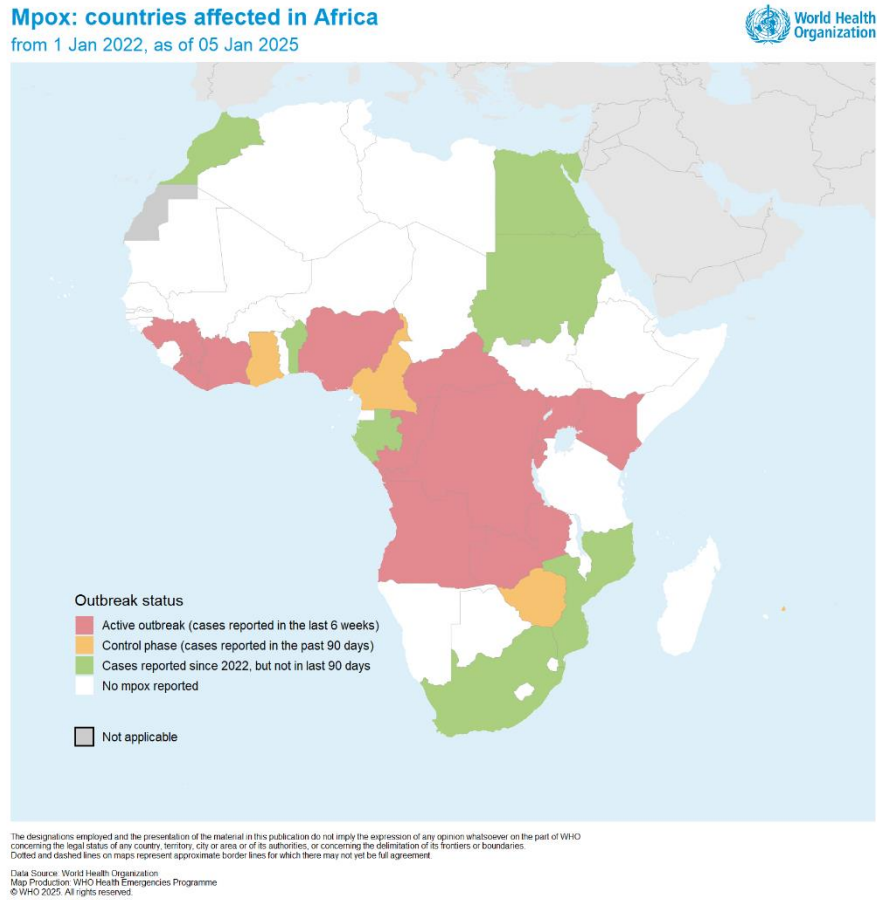 Mpox: countries affected in Africa
from 1 Jan 2022, as of 05 Jan 2025
World Health
Organization
Outbreak status
Active outbreak (cases reported in the last 6 weeks)
Control phase (cases reported in the past 90 days)
Cases reported since 2022, but not in last 90 days
No mpox reported
Not applicable
The designations employed and the presentation of the material in this publication do not imply the expression of any opinion whatsoever on the part of WHO
concerning the legal status of any country, territory, city or area or of its authorities, or concerning the delimitation of its frontiers or boundaries.
Dotted and dashed lines on maps represent approximate border lines for which there may not yet be full agreement.
Data Source: World Health Organization
Map Production: WHO Health Emergencies Programme
© WHO 2025. All rights reserved.